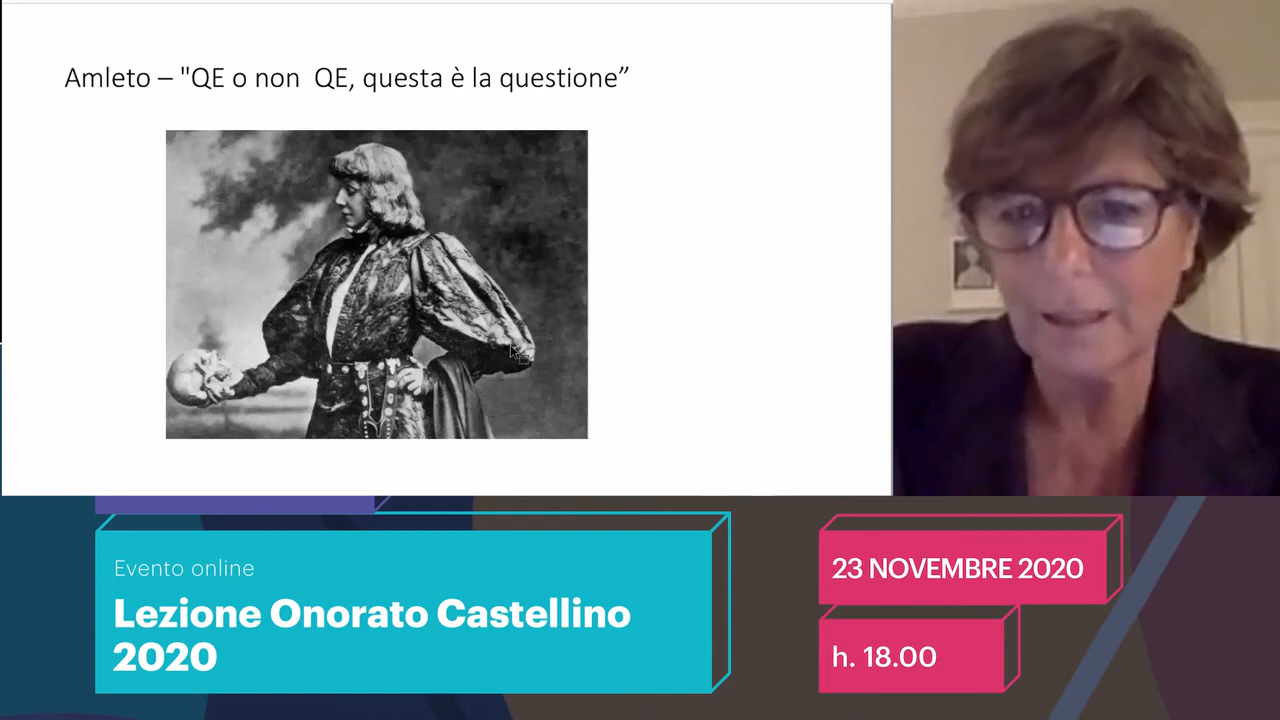 Amleto – "QE o non  QE, questa è la questione”
Evento online
Lezione Onorato Castellino
2020
23 NOVEMBRE 2020
h. 18.00